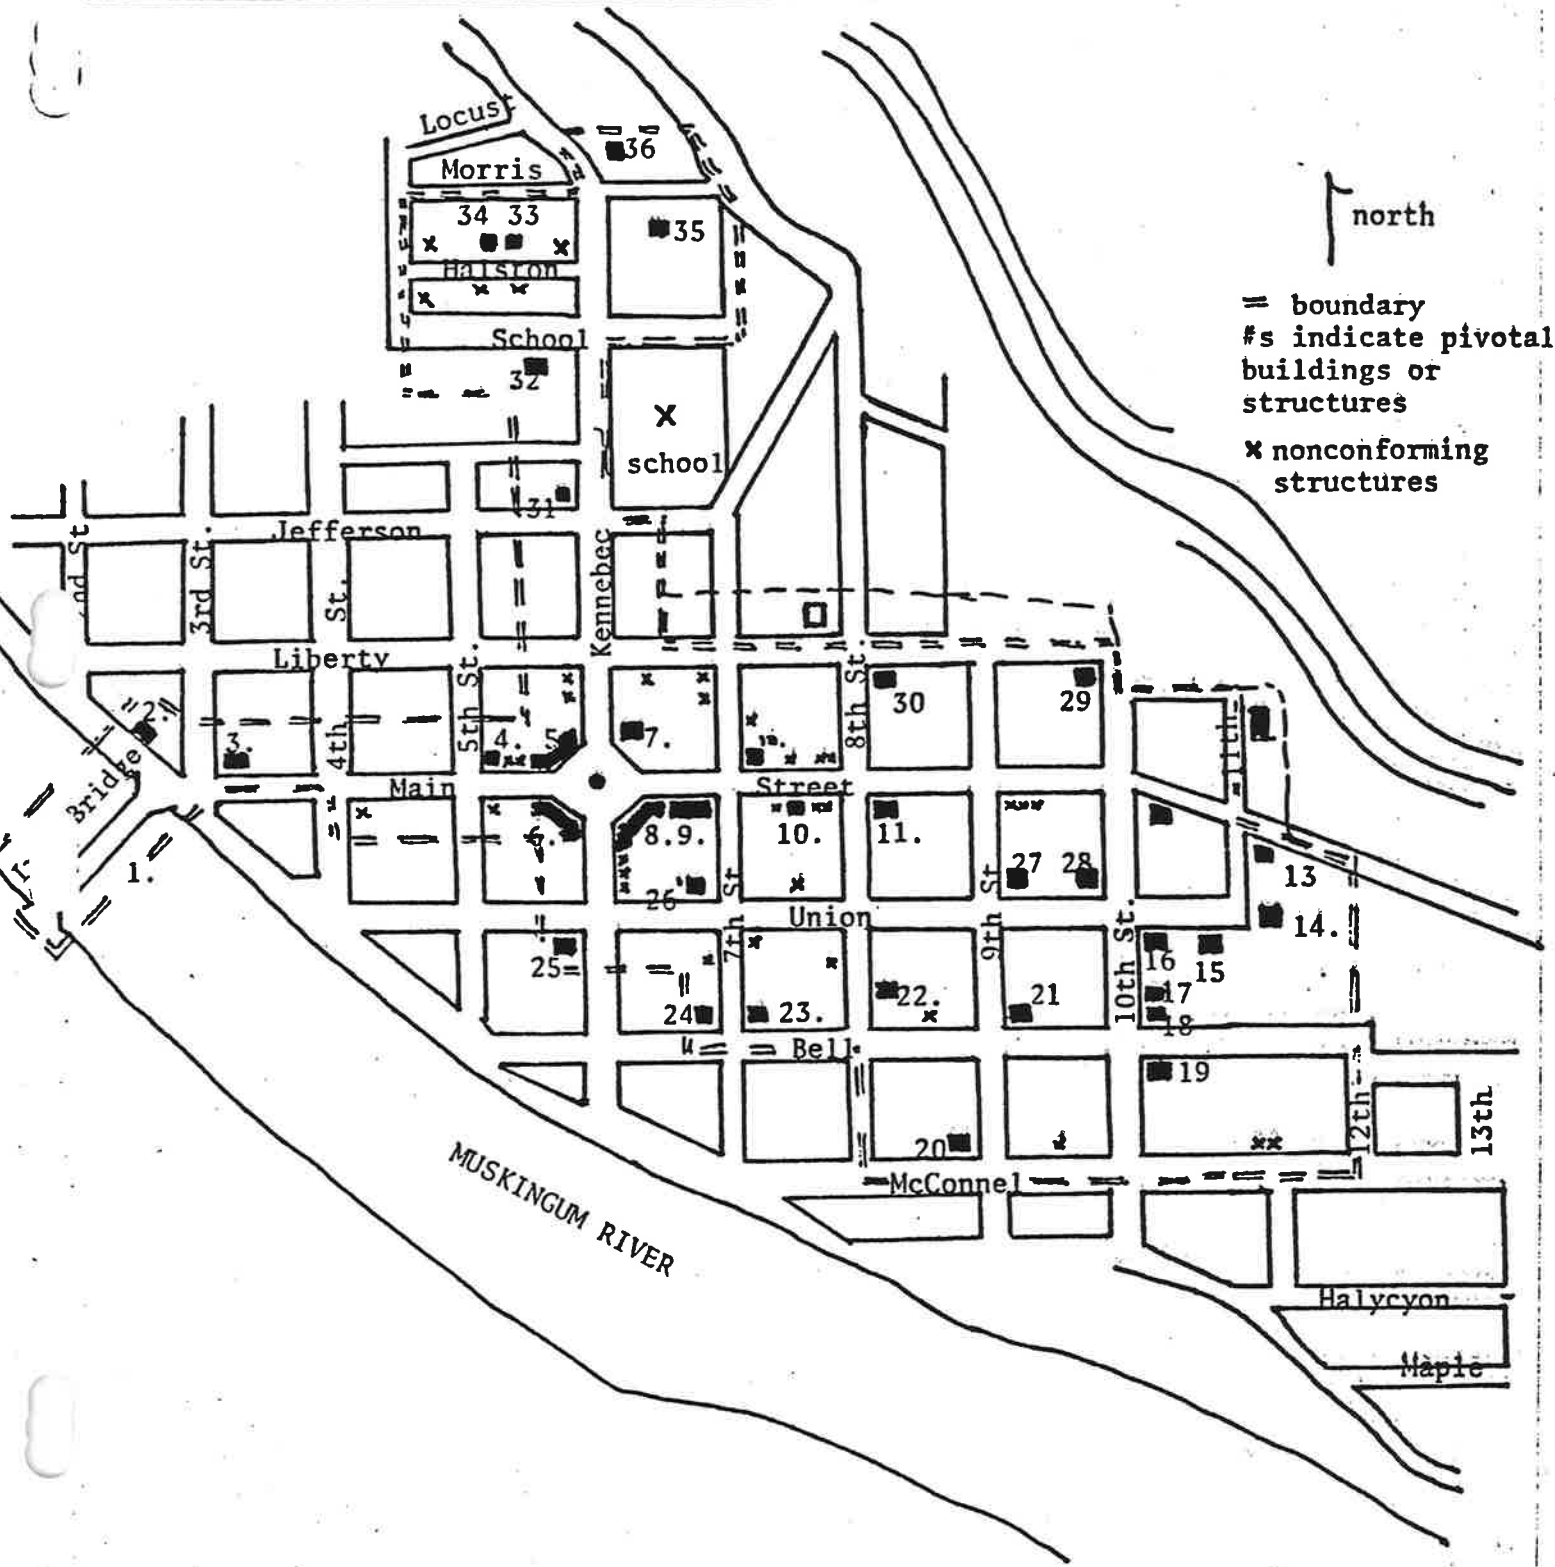 Locust
36
Morris
34 33
35
north
Halston
= boundary
#s indicate pivotal
buildings or
structures
x nonconforming
structures
School
32
x
school
31
Jefferson
3rd St.
St.
Kennebec
Liberty
5th St.
8th St.
30
29
2.
3.
4th
4.
5
7.
11th
Bridge
Main
Street
6.
8.9.
10.
11.
1.
27
28
13
26
7th St
9th St
10th St.
Union
14.
25
16
15
17
24
23.
22.
21
18
Bell
19
20
12th
13th
McConnel
MUSKINGUM RIVER
Halycyon
Maple